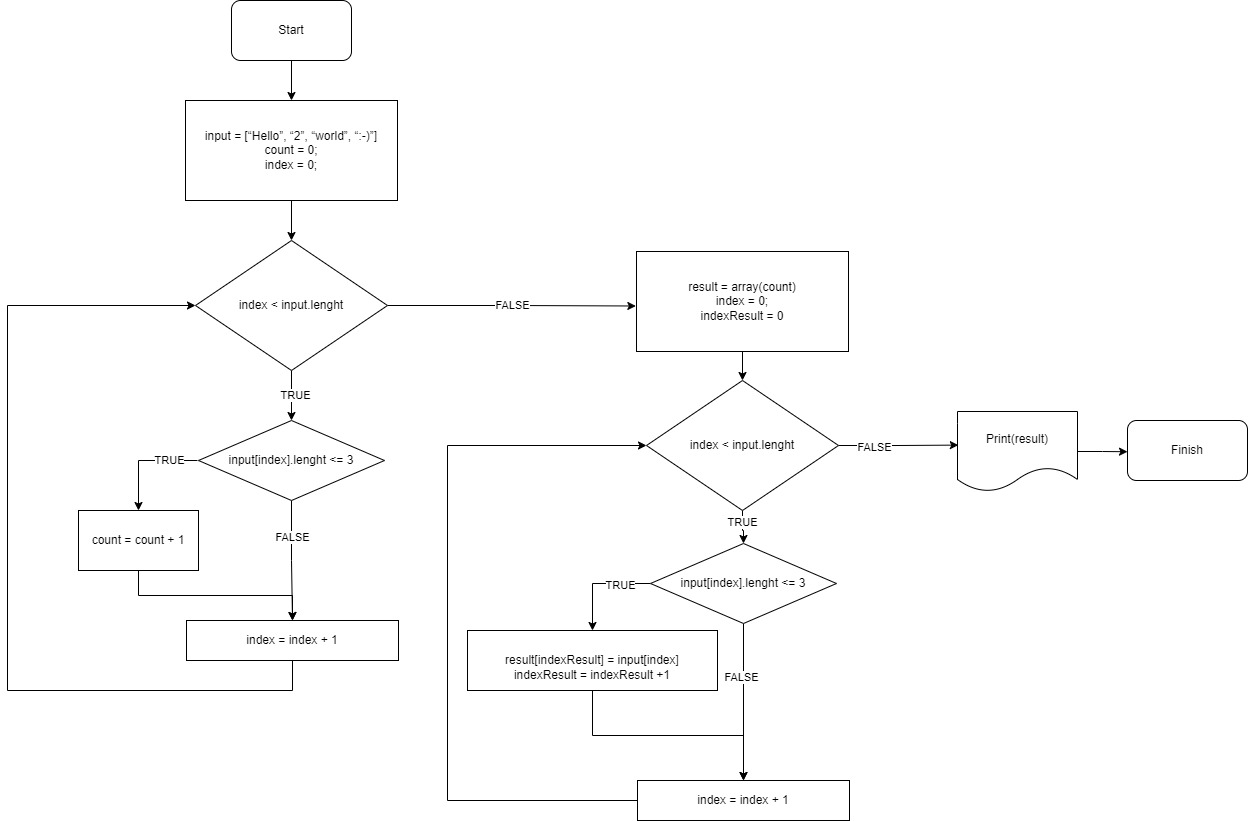 Start
input = [“Hello”, “2”, “world”, “:-)”]
count = 0;
index = 0;
index < input.lenght
FALSE
TRUE
input[index].lenght <= 3
TRUE
count = count + 1
FALSE
index = index + 1
result = array(count)
index = 0;
indexResult = 0
index < input.lenght
FALSE
Print(result)
Finish
TRUE
input[index].lenght <= 3
TRUE
result[indexResult] = input[index]
indexResult = indexResult +1
FALSE
index = index + 1